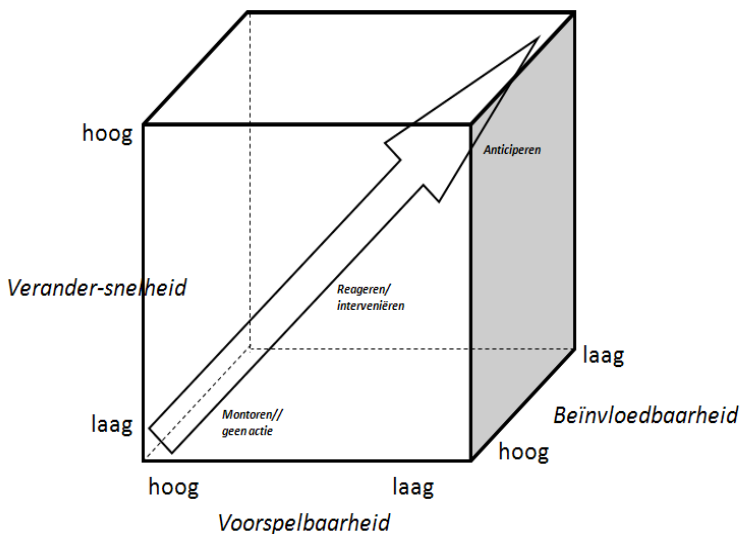 hoog
Anticiperen
Verander-snelheid
Reageren/
interveniëren
laag
Beïnvloedbaarheid
Montoren//
geen actie
laag
hoog
hoog
laag
Voorspelbaarheid